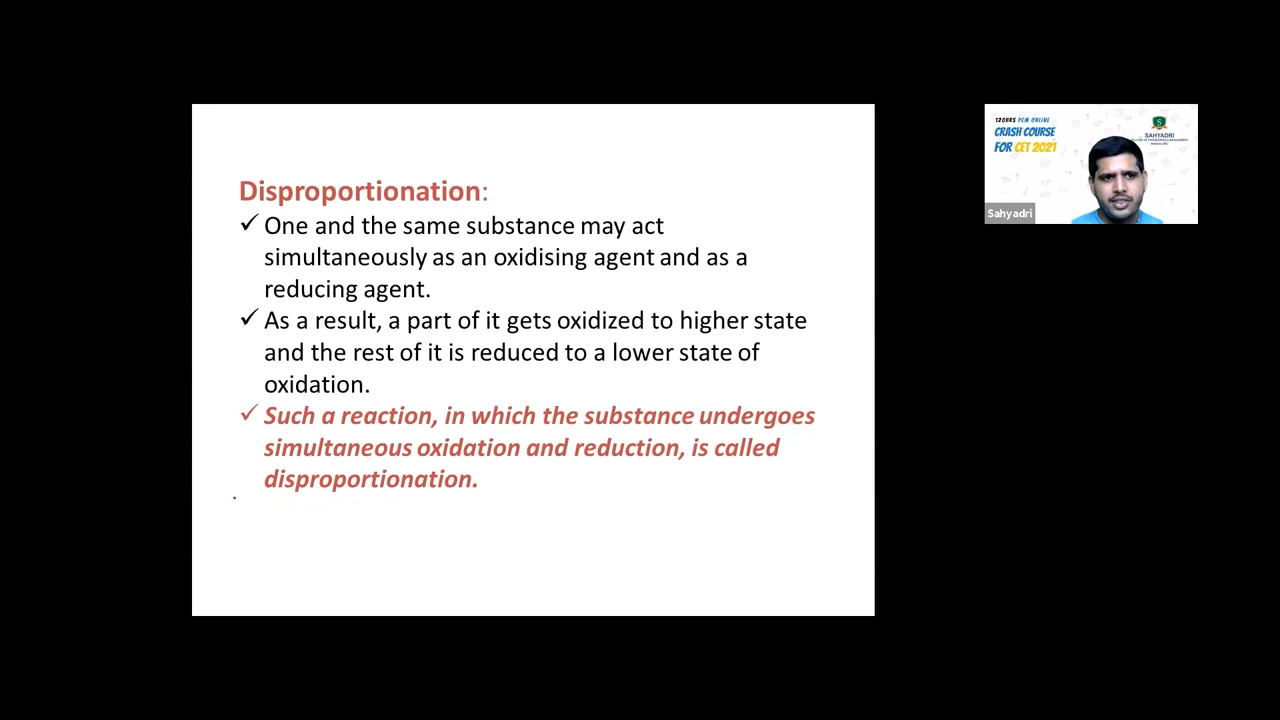 Disproportionation:
✓ One and the same substance may act
simultaneously as an oxidising agent and as a
reducing agent.
✓ As a result, a part of it gets oxidized to higher state
and the rest of it is reduced to a lower state of
oxidation.
✓ Such a reaction, in which the substance undergoes
simultaneous oxidation and reduction, is called
disproportionation.
120HRS PCM ONLINE
CRASH COURSE
FOR CET 2021
SAHYADRI
Sahyadri